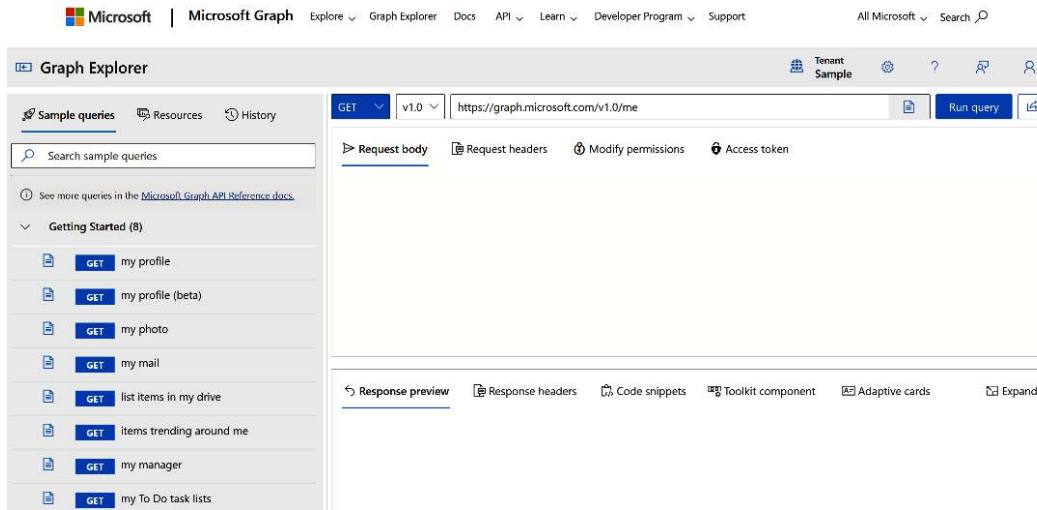 Microsoft | Microsoft Graph Explore Graph Explorer Docs API Learn Developer Program Support All Microsoft Search
Graph Explorer Tenant Sample ?
Sample queries Resources History
GET v1.0 https://graph.microsoft.com/v1.0/me Run query
Search sample queries
Request body Request headers Modify permissions Access token
See more queries in the Microsoft Graph API Reference docs.
Getting Started (8)
GET my profile
GET my profile (beta)
GET my photo
GET my mail
GET list items in my drive
GET items trending around me
GET my manager
GET my To Do task lists
Response preview Response headers Code snippets Toolkit component Adaptive cards Expand